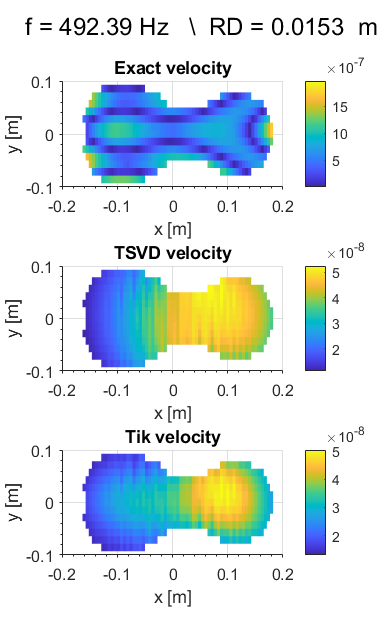 f = 492.39 Hz \ RD = 0.0153 m
Exact velocity
×10-7
0.1
0
-0.1
y [m]
15
10
5
-0.2 -0.1 0 0.1 0.2
x [m]
TSVD velocity
×10-8
0.1
0
-0.1
y [m]
5
4
3
2
-0.2 -0.1 0 0.1 0.2
x [m]
Tik velocity
×10-8
0.1
0
-0.1
y [m]
5
4
3
2
-0.2 -0.1 0 0.1 0.2
x [m]